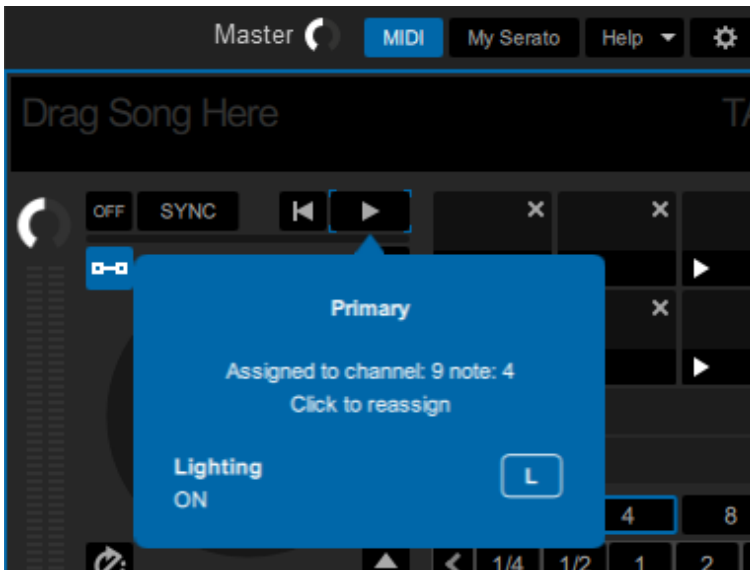 Master MIDI My Serato Help
Drag Song Here
OFF SYNC
Primary
Assigned to channel: 9 note: 4
Click to reassign
Lighting L
ON
4 8
1/4 1/2 1 2